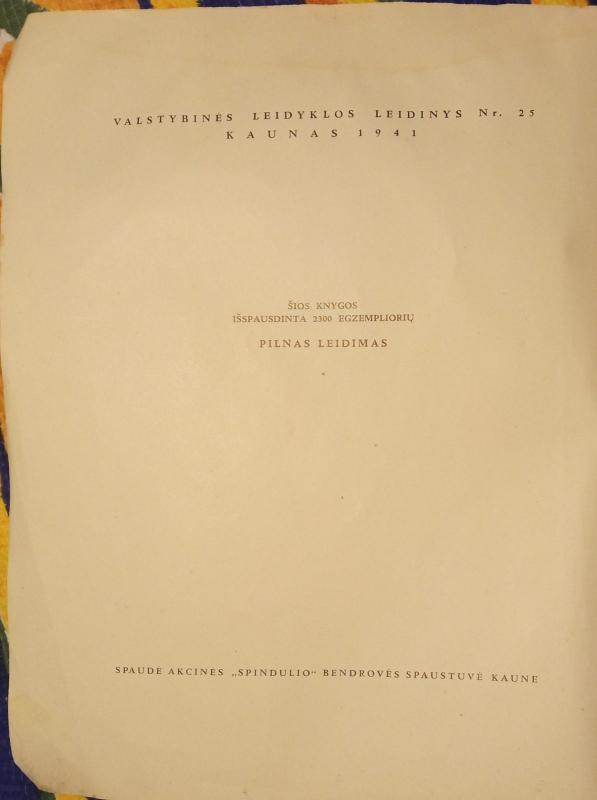 VALSTYBINĖS LEIDYKLOS LEIDINYS Nr. 25
KAUNAS 1941
ŠIOS KNYGOS
IŠSPAUSDINTA 2300 EGZEMPLIORIŲ
PILNAS LEIDIMAS
SPAUDĖ AKCINĖS „SPINDULIO“ BENDROVĖS SPAUSTUVĖ KAUNE